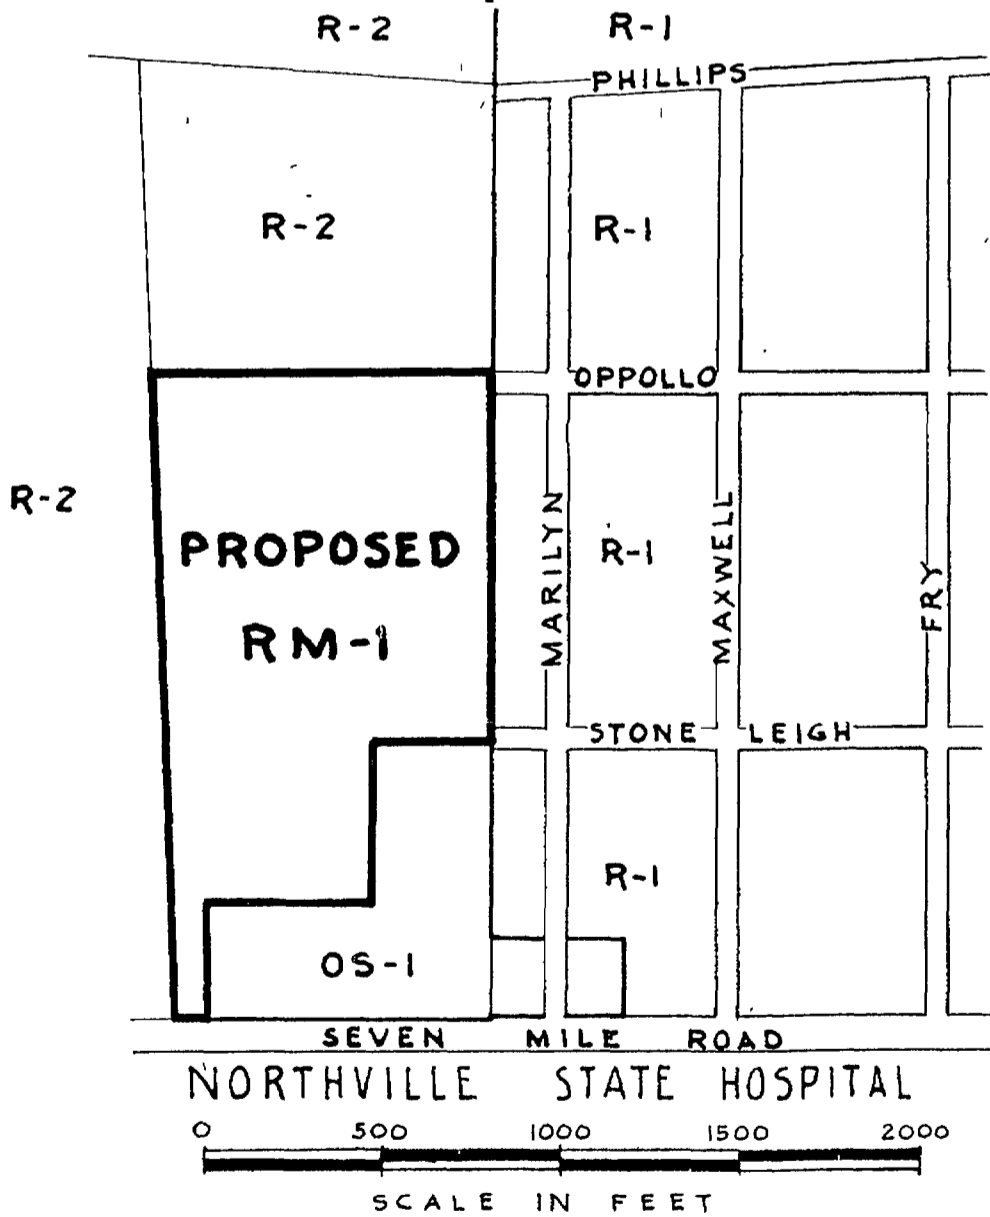 R-2 R-1
PHILLIPS
R-2 R-1
OPPOLLO
R-2
PROPOSED
RM-1
MARILYN
R-1
MAXWELL
FRY
STONE LEIGH
R-1
OS-1
SEVEN MILE ROAD
NORTHVILLE STATE HOSPITAL
0 500 1000 1500 2000
SCALE IN FEET